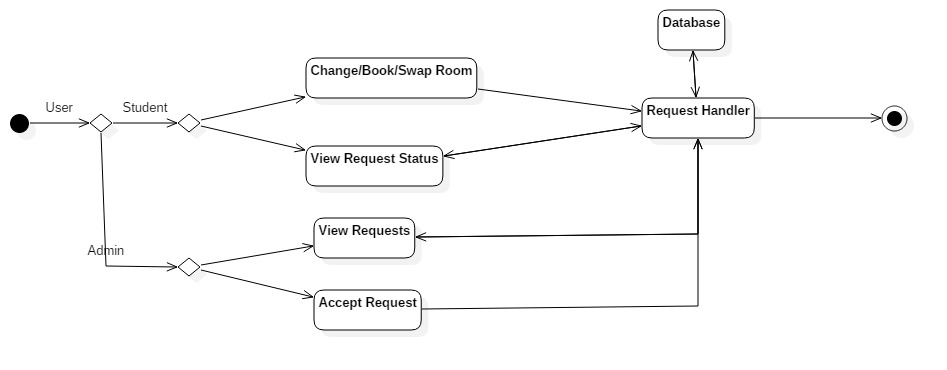 Database
Change/Book/Swap Room
User
Student
Request Handler
View Request Status
View Requests
Admin
Accept Request